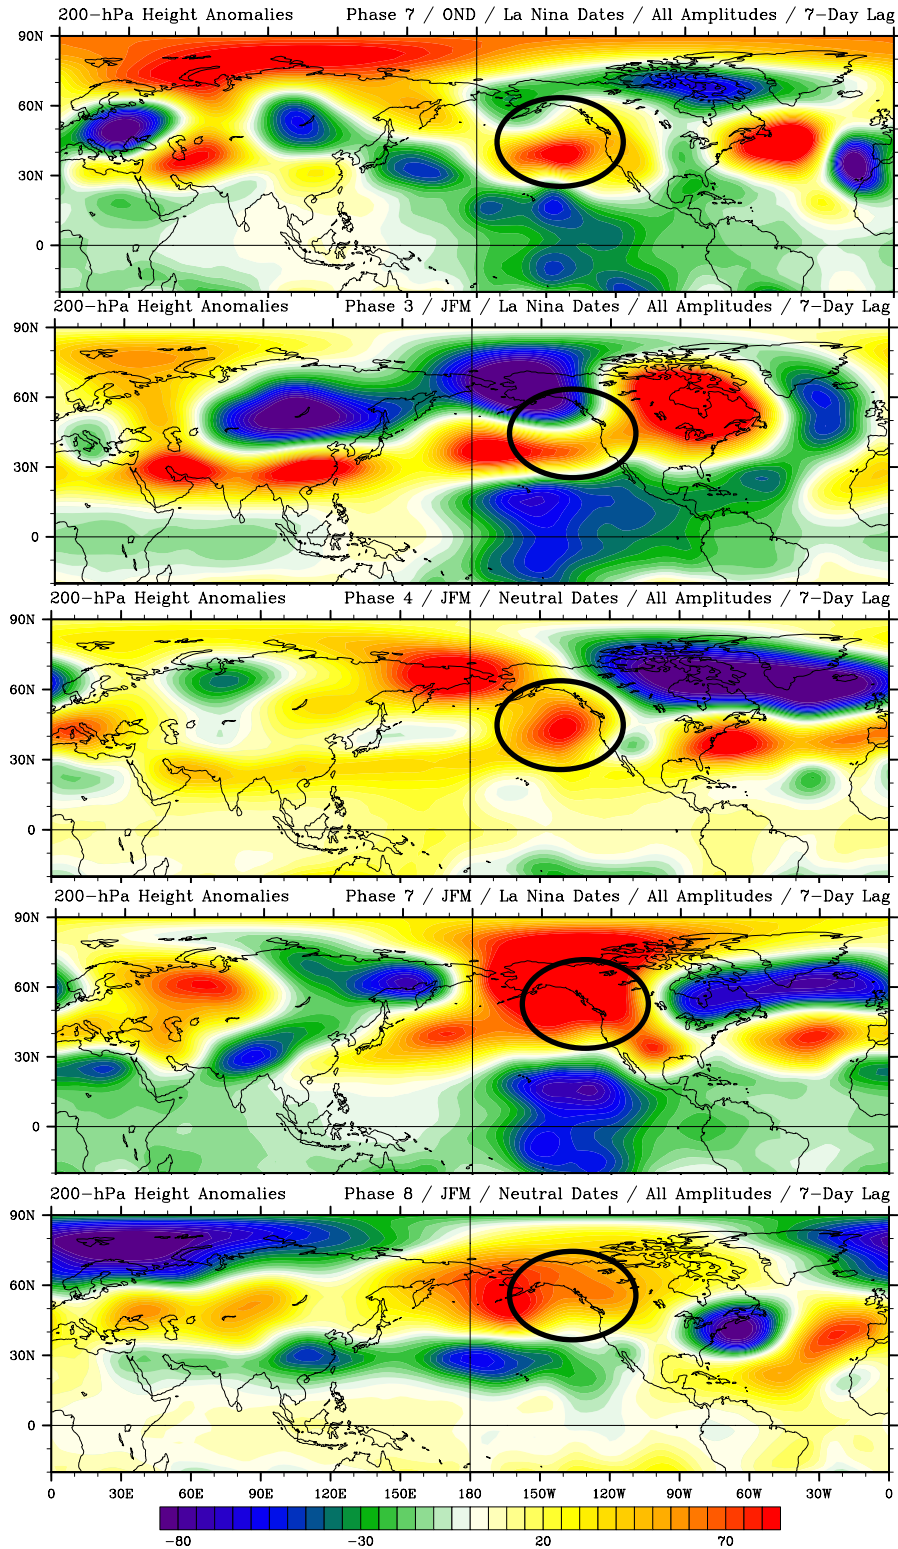 200-hPa Height Anomalies Phase 7 / OND / La Nina Dates / All Amplitudes / 7-Day Lag
90N
60N
30N
0
200-hPa Height Anomalies Phase 3 / JFM / La Nina Dates / All Amplitudes / 7-Day Lag
90N
60N
30N
0
200-hPa Height Anomalies Phase 4 / JFM / Neutral Dates / All Amplitudes / 7-Day Lag
90N
60N
30N
0
200-hPa Height Anomalies Phase 7 / JFM / La Nina Dates / All Amplitudes / 7-Day Lag
90N
60N
30N
0
200-hPa Height Anomalies Phase 8 / JFM / Neutral Dates / All Amplitudes / 7-Day Lag
90N
60N
30N
0
0 30E 60E 90E 120E 150E 180 150W 120W 90W 60W 30W 0
-80 -30 20 70